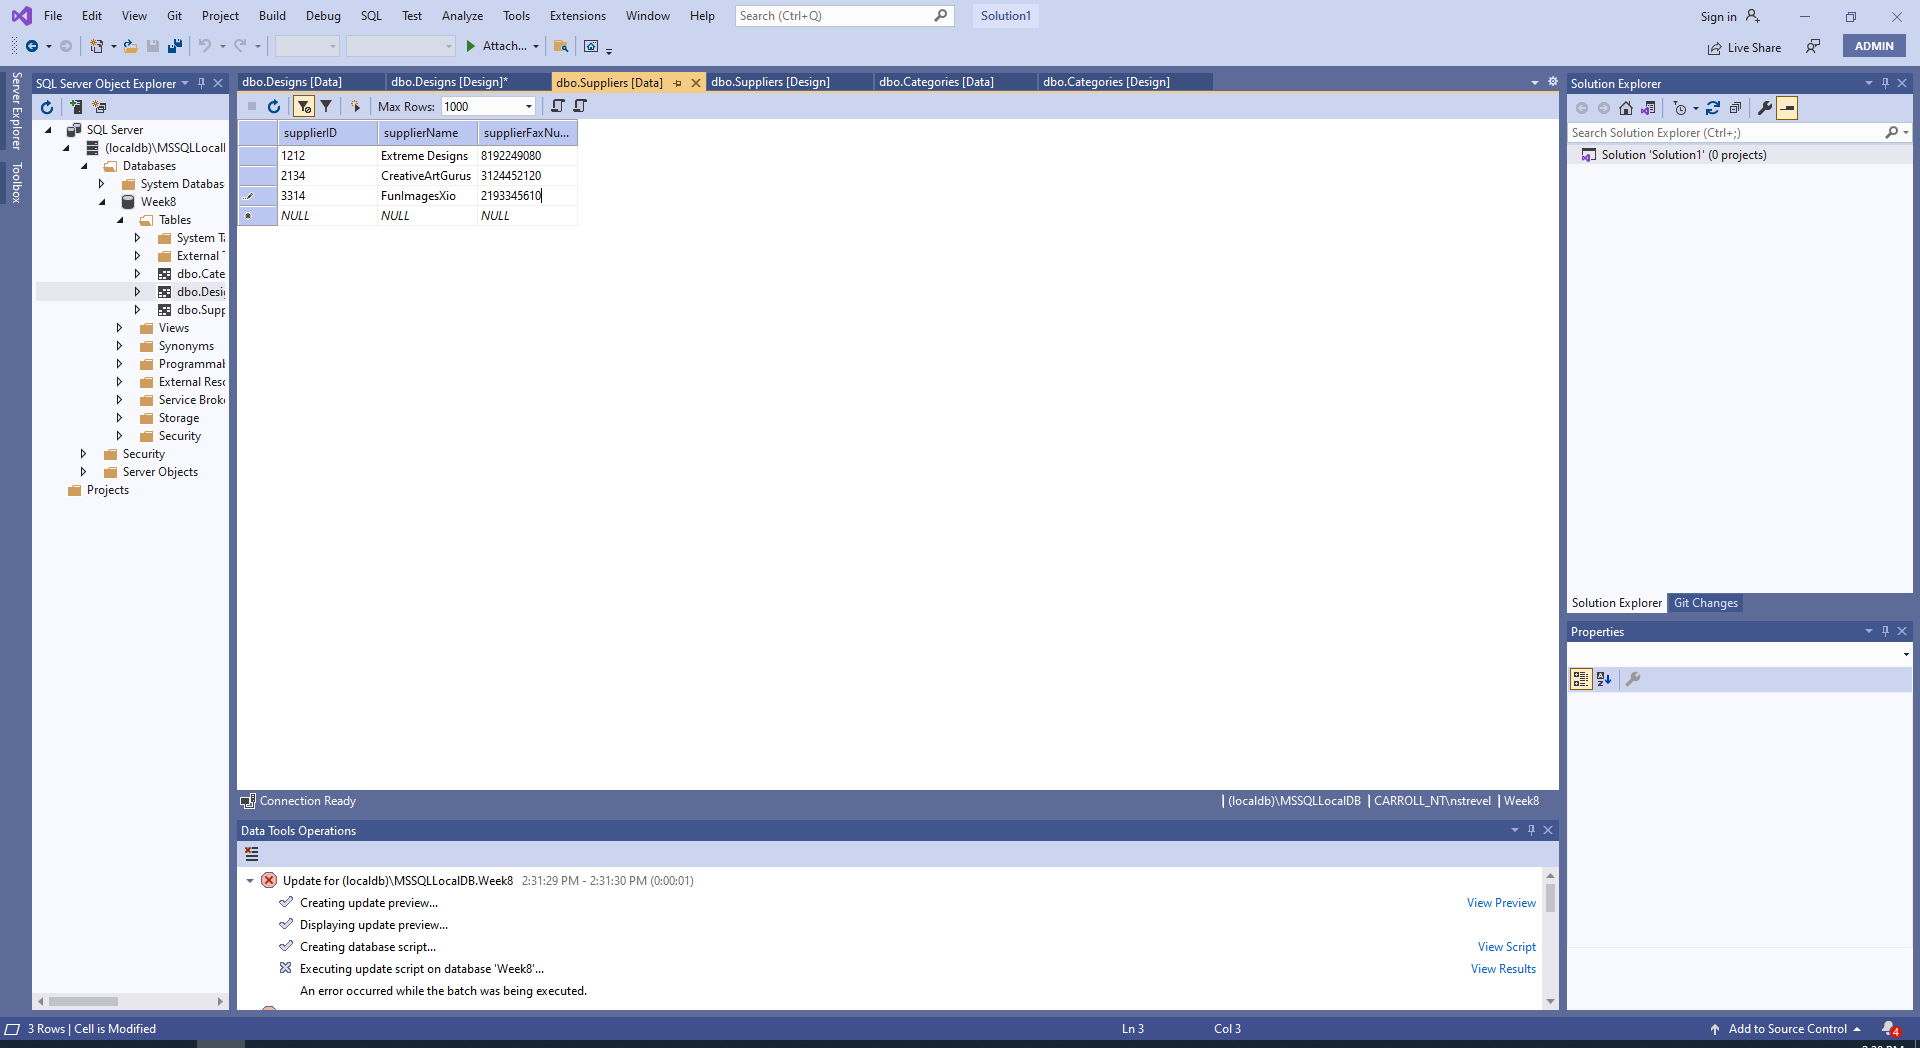 File Edit View Git Project Build Debug SQL Test Analyze Tools Extensions Window Help Search (Ctrl+Q) Solution1 Sign in
Attach... Live Share ADMIN
Server Explorer
Toolbox
SQL Server Object Explorer
SQL Server
(localdb)\MSSQLLocalI
Databases
System Databas
Week8
Tables
System Ta
External T
dbo.Cate
dbo.Desig
dbo.Supp
Views
Synonyms
Programmal
External Reso
Service Broke
Storage
Security
Security
Server Objects
Projects
dbo.Designs [Data] dbo.Designs [Design]* dbo.Suppliers [Data] dbo.Suppliers [Design] dbo.Categories [Data] dbo.Categories [Design]
Max Rows: 1000
supplierID supplierName supplierFaxNu...
1212 Extreme Designs 8192249080
2134 CreativeArtGurus 3124452120
3314 FunImagesXio 2193345610
NULL NULL NULL
Connection Ready (localdb)\MSSQLLocalDB CARROLL_NT\nstrevel Week8
Data Tools Operations
Update for (localdb)\MSSQLLocalDB.Week8 2:31:29 PM - 2:31:30 PM (0:00:01)
Creating update preview... View Preview
Displaying update preview...
Creating database script... View Script
Executing update script on database 'Week8'... View Results
An error occurred while the batch was being executed.
Solution Explorer
Search Solution Explorer (Ctrl+;)
Solution 'Solution1' (0 projects)
Solution Explorer Git Changes
Properties
3 Rows | Cell is Modified Ln 3 Col 3 Add to Source Control 4